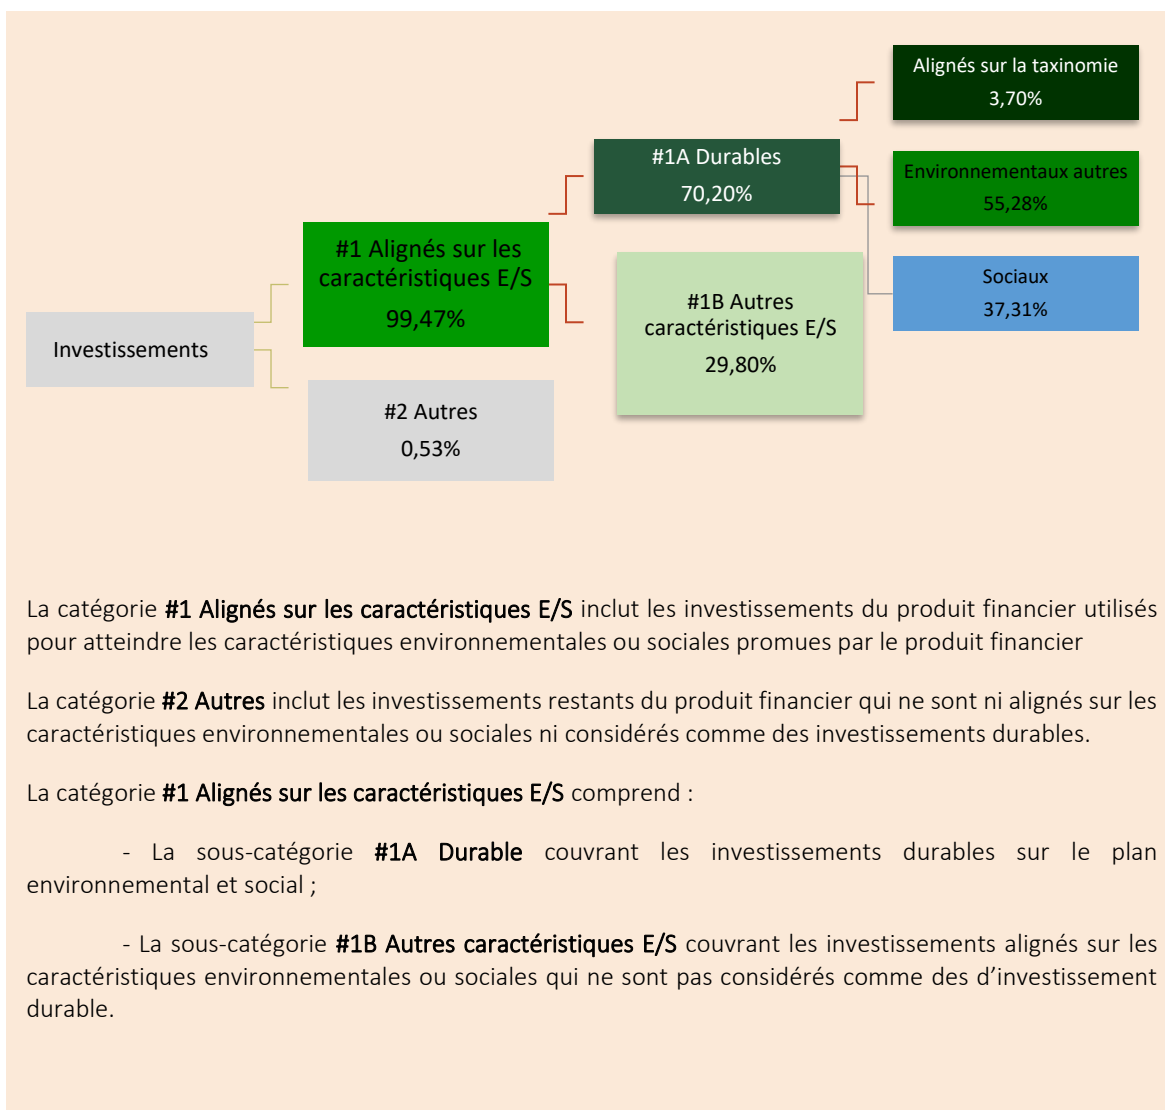 Alignés sur la taxinomie
3,70%
#1A Durables
70,20%
Environnementaux autres
55,28%
#1 Alignés sur les
caractéristiques E/S
99,47%
Sociaux
37,31%
#1B Autres
caractéristiques E/S
29,80%
Investissements
#2 Autres
0,53%
La catégorie #1 Alignés sur les caractéristiques E/S inclut les investissements du produit financier utilisés
pour atteindre les caractéristiques environnementales ou sociales promues par le produit financier
La catégorie #2 Autres inclut les investissements restants du produit financier qui ne sont ni alignés sur les
caractéristiques environnementales ou sociales ni considérés comme des investissements durables.
La catégorie #1 Alignés sur les caractéristiques E/S comprend :
- La sous-catégorie #1A Durable couvrant les investissements durables sur le plan
environnemental et social ;
- La sous-catégorie #1B Autres caractéristiques E/S couvrant les investissements alignés sur les
caractéristiques environnementales ou sociales qui ne sont pas considérés comme des d’investissement
durable.